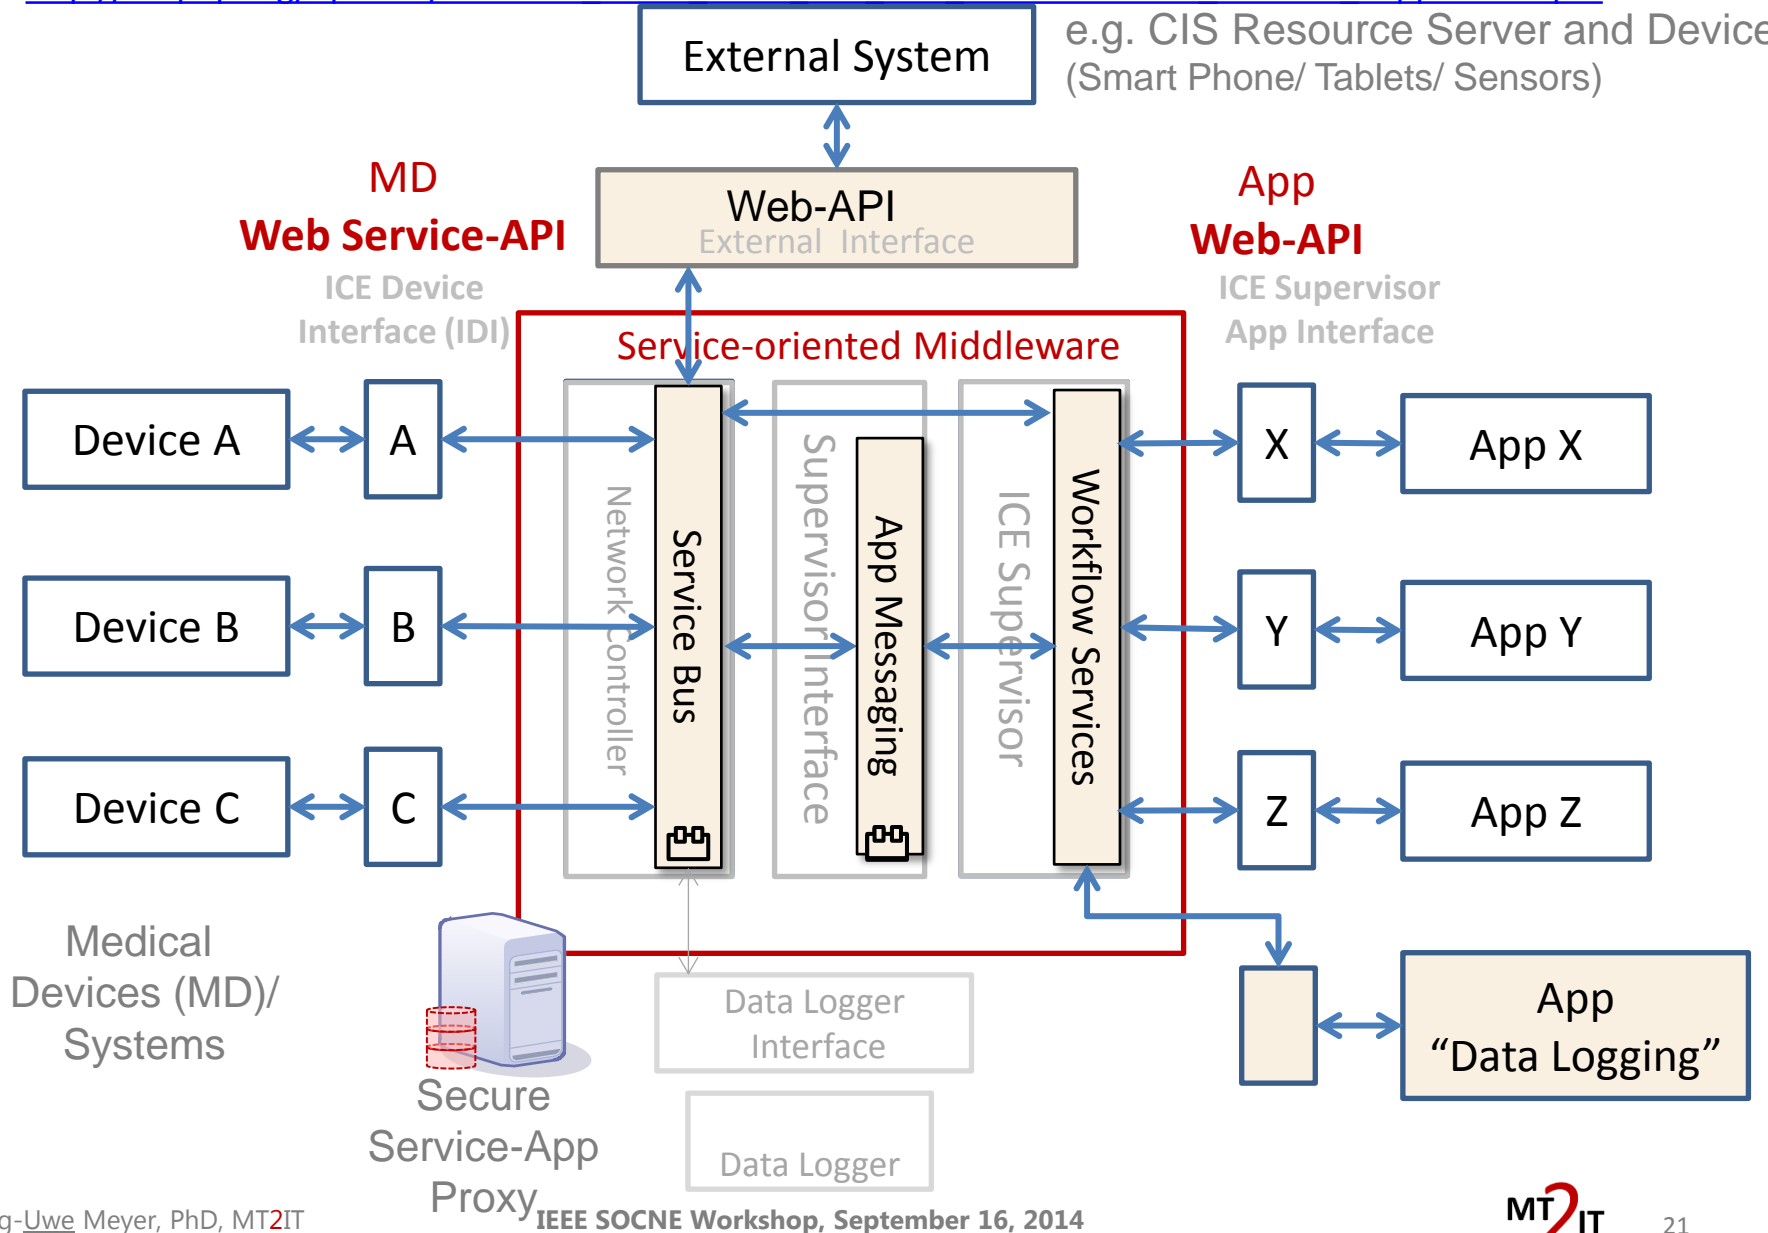 External System
e.g. CIS Resource Server and Device
(Smart Phone/ Tablets/ Sensors)
MD
Web Service-API
ICE Device
Interface (IDI)
Web-API
External Interface
App
Web-API
ICE Supervisor
App Interface
Service-oriented Middleware
Device A
A
Network Controller
Service Bus
Supervisor Interface
App Messaging
ICE Supervisor
Workflow Services
X
App X
Device B
B
Y
App Y
Device C
C
Z
App Z
Medical
Devices (MD)/
Systems
Secure
Service-App
Proxy
Data Logger
Interface
Data Logger
App
“Data Logging”
g-Uwe Meyer, PhD, MT2IT
IEEE SOCNE Workshop, September 16, 2014
MT2IT
21